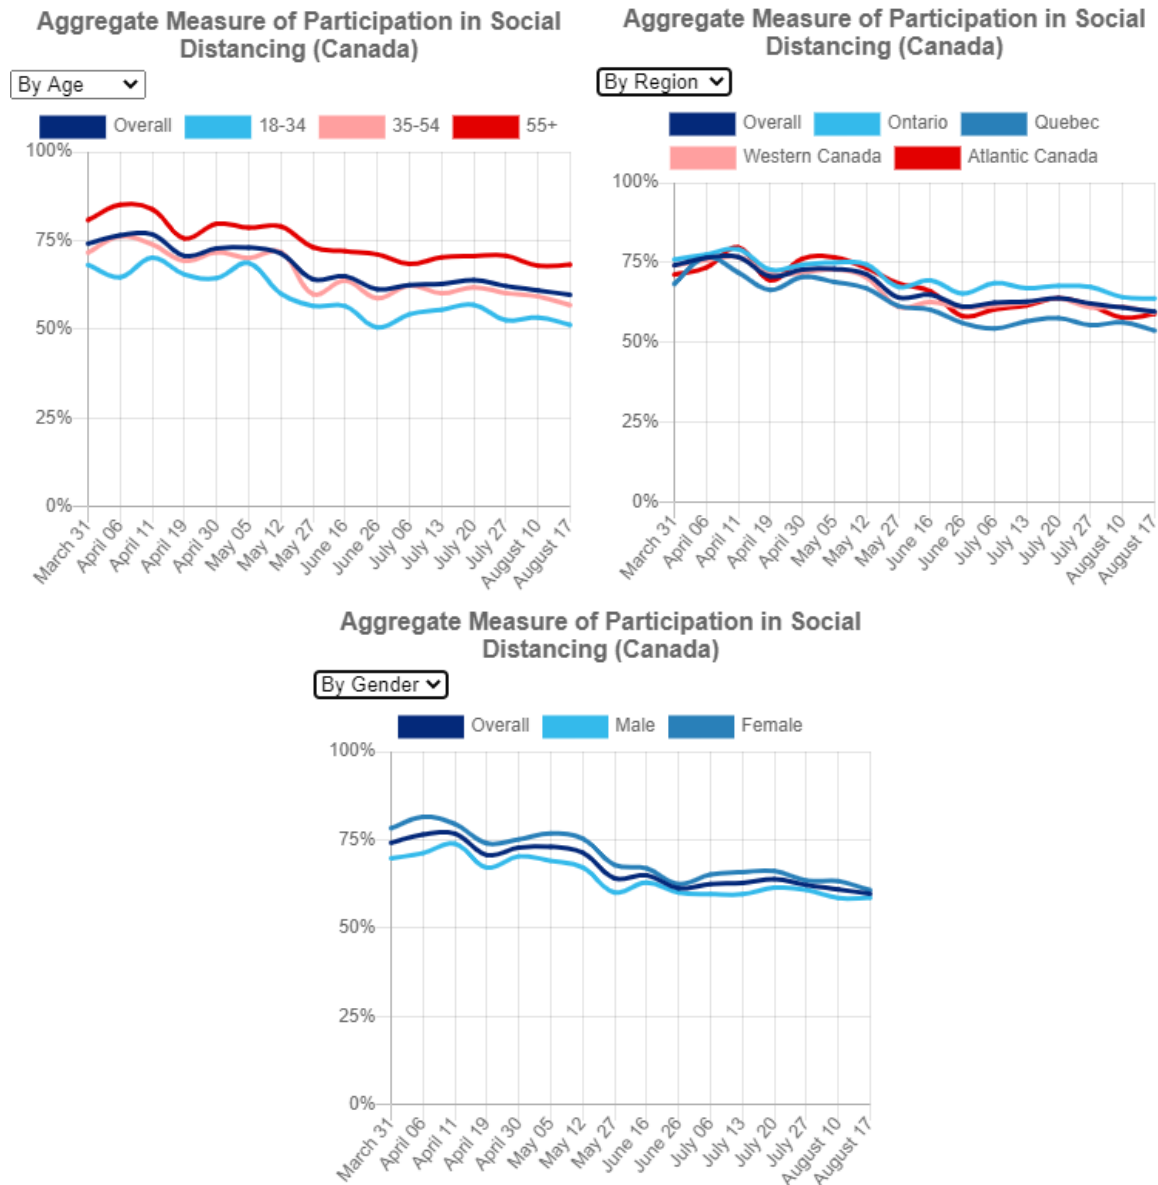 Aggregate Measure of Participation in Social
Distancing (Canada)
By Age
Overall 18-34 35-54 55+
100%
75%
50%
25%
0%
March 31 April 06 April 11 April 19 April 30 May 05 May 12 May 27 June 16 June 26 July 06 July 13 July 20 July 27 August 10 August 17
Aggregate Measure of Participation in Social
Distancing (Canada)
By Region
Overall Ontario Quebec
Western Canada Atlantic Canada
100%
75%
50%
25%
0%
March 31 April 06 April 11 April 19 April 30 May 05 May 12 May 27 June 16 June 26 July 06 July 13 July 20 July 27 August 10 August 17
Aggregate Measure of Participation in Social
Distancing (Canada)
By Gender
Overall Male Female
100%
75%
50%
25%
0%
March 31 April 06 April 11 April 19 April 30 May 05 May 12 May 27 June 16 June 26 July 06 July 13 July 20 July 27 August 10 August 17